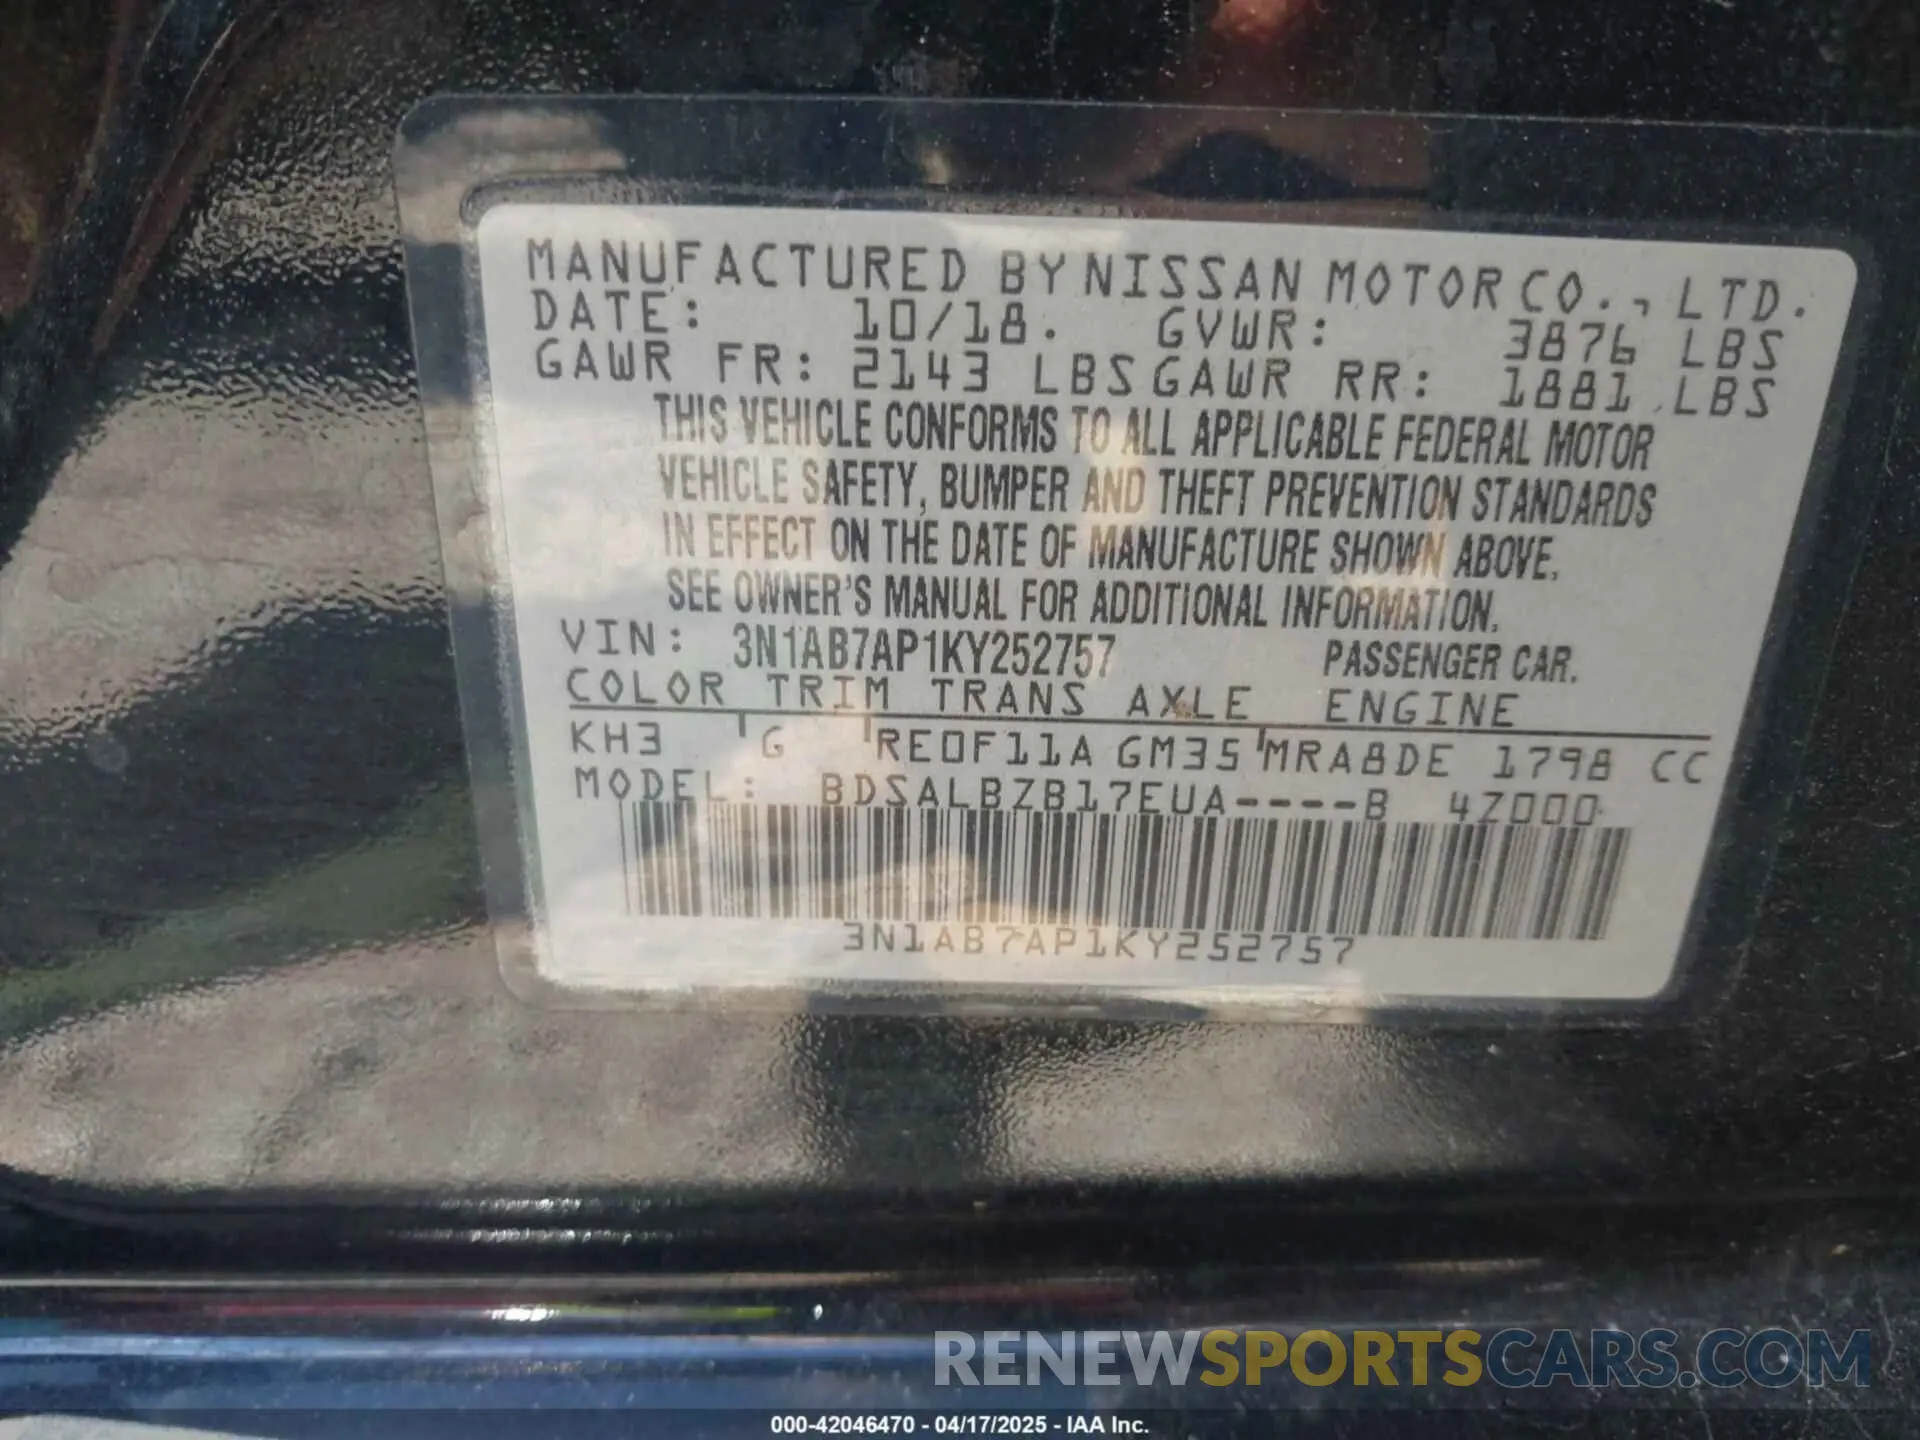 MANUFACTURED BY NISSAN MOTOR CO., LTD.
DATE: 10/18. GVWR: 3876 LBS
GAWR FR: 2143 LBS GAWR RR: 1881 LBS
THIS VEHICLE CONFORMS TO ALL APPLICABLE FEDERAL MOTOR
VEHICLE SAFETY, BUMPER AND THEFT PREVENTION STANDARDS
IN EFFECT ON THE DATE OF MANUFACTURE SHOWN ABOVE.
SEE OWNER'S MANUAL FOR ADDITIONAL INFORMATION.
VIN: 3N1AB7AP1KY252757 PASSENGER CAR.
COLOR TRIM TRANS AXLE ENGINE
KH3 G RE0F11A GM35 MRA8DE 1798 CC
MODEL: BDSALBZB17EUA----B 4Z000
3N1AB7AP1KY252757
RENEWSPORTSCARS.COM
000-42046470 - 04/17/2025 - IAA Inc.